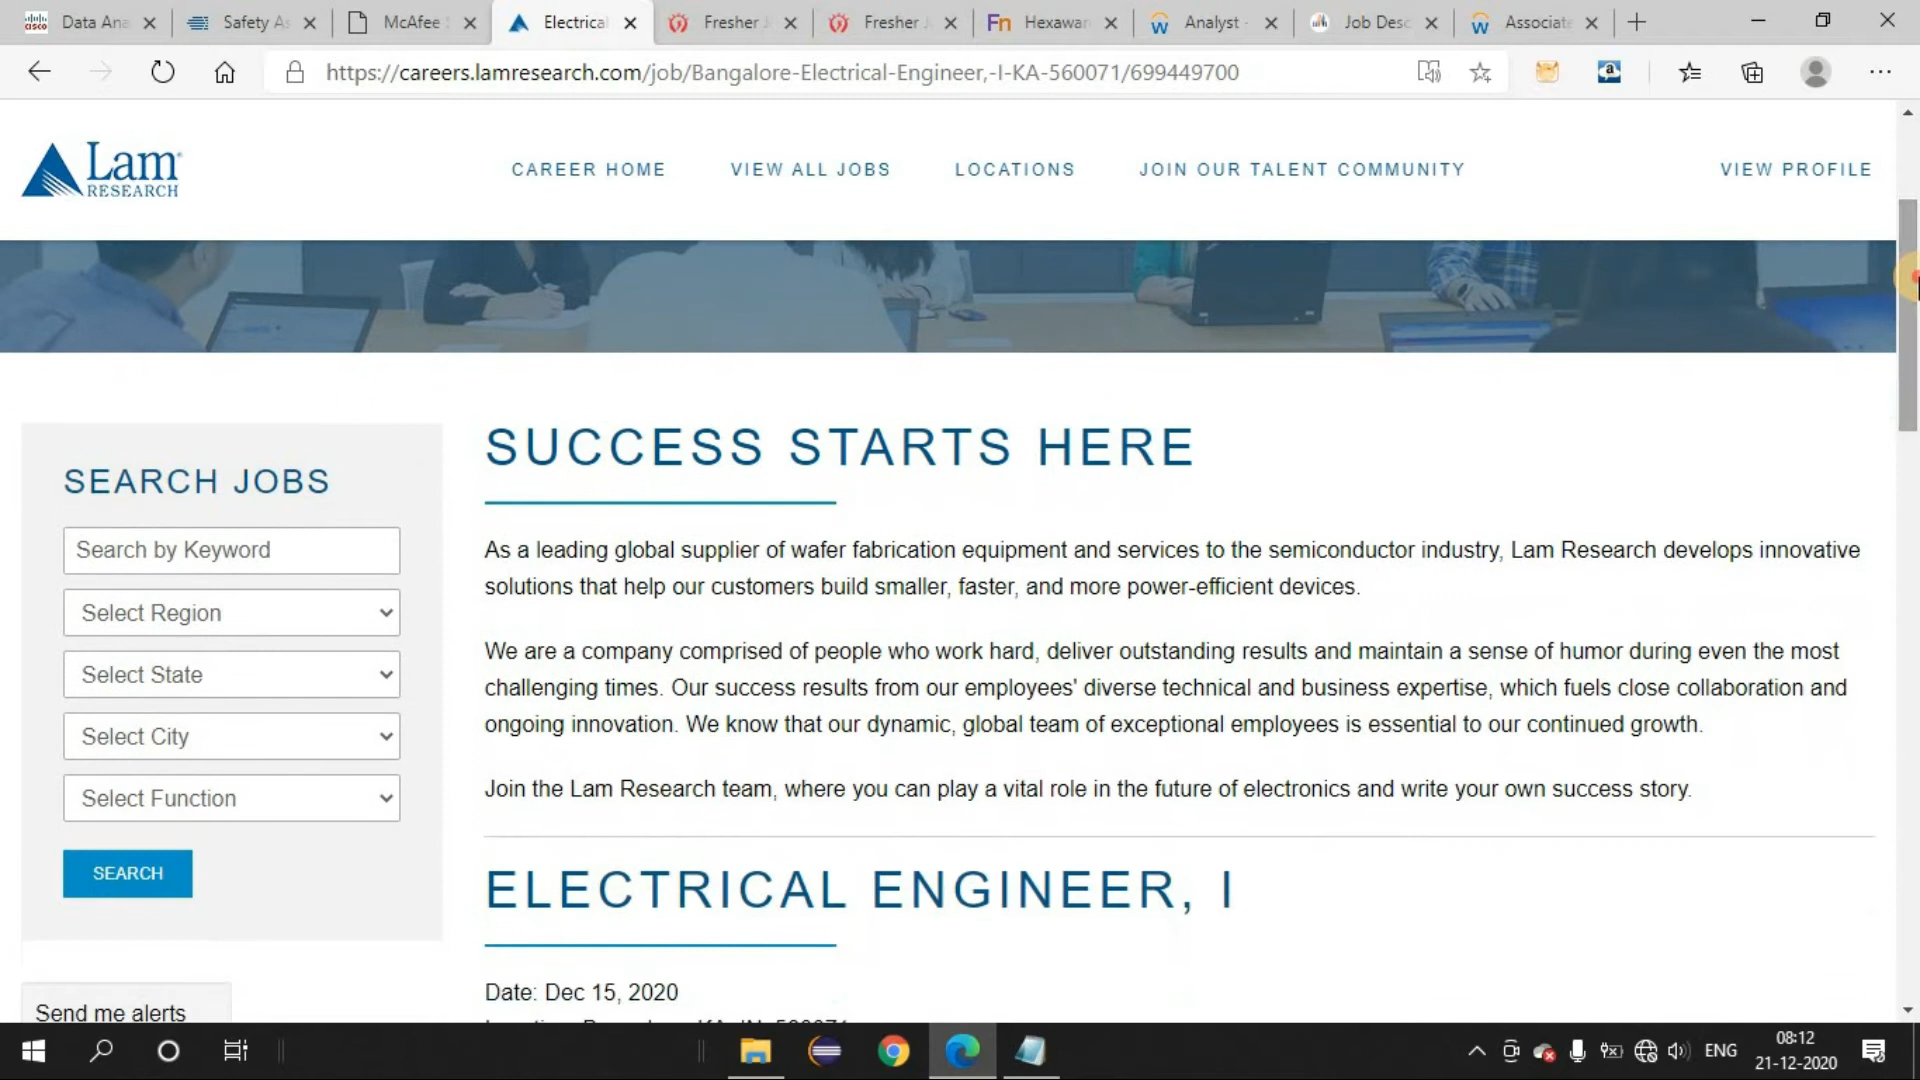 Data Ana
Safety As
McAfee
Electrical
Fresher
Fresher
Hexawar
Analyst -
Job Desc
Associate
https://careers.lamresearch.com/job/Bangalore-Electrical-Engineer,-I-KA-560071/699449700
Lam
RESEARCH
CAREER HOME
VIEW ALL JOBS
LOCATIONS
JOIN OUR TALENT COMMUNITY
VIEW PROFILE
SEARCH JOBS
Search by Keyword
Select Region
Select State
Select City
Select Function
SEARCH
Send me alerts
SUCCESS STARTS HERE
As a leading global supplier of wafer fabrication equipment and services to the semiconductor industry, Lam Research develops innovative
solutions that help our customers build smaller, faster, and more power-efficient devices.
We are a company comprised of people who work hard, deliver outstanding results and maintain a sense of humor during even the most
challenging times. Our success results from our employees' diverse technical and business expertise, which fuels close collaboration and
ongoing innovation. We know that our dynamic, global team of exceptional employees is essential to our continued growth.
Join the Lam Research team, where you can play a vital role in the future of electronics and write your own success story.
ELECTRICAL ENGINEER, I
Date: Dec 15, 2020
ENG
08:12
21-12-2020